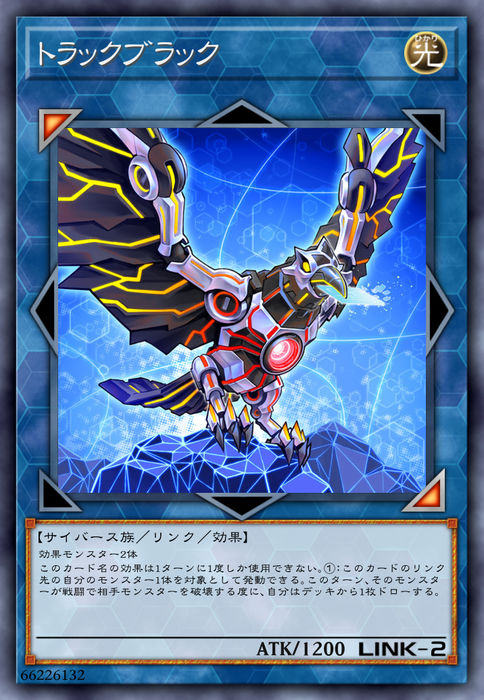 トラックブラック
ひかり
光
【サイバース族／リンク／効果】
効果モンスター2体
このカード名の効果は1ターンに1度しか使用できない。①:このカードのリンク
先の自分のモンスター1体を対象として発動できる。このターン、そのモンスタ
ーが戦闘で相手モンスターを破壊する度に、自分はデッキから1枚ドローする。
ATK/1200 LINK-2
66226132